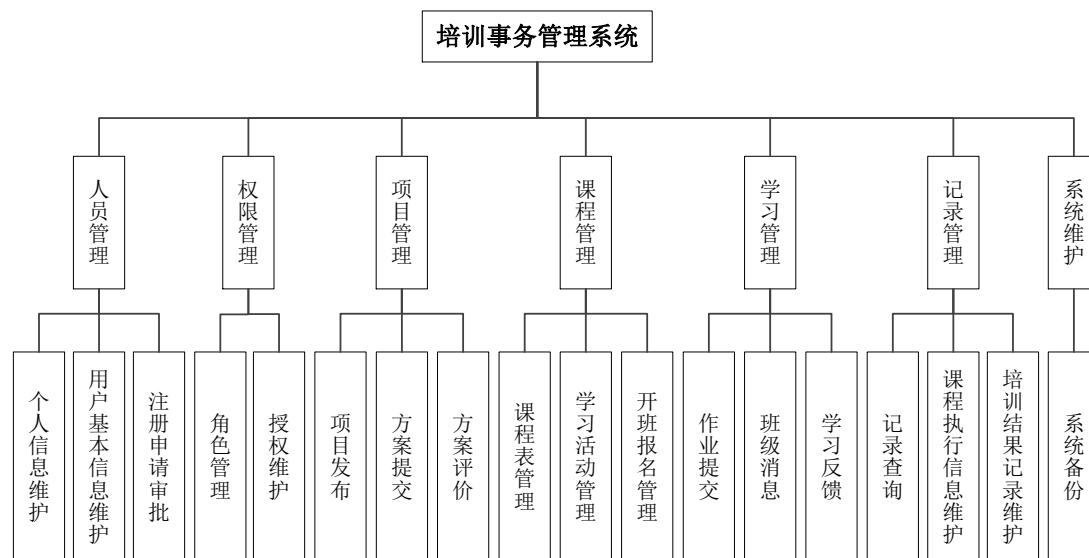 培训事务管理系统
人员管理
权限管理
项目管理
课程管理
学习管理
记录管理
系统维护
个人信息维护
用户基本信息维护
注册申请审批
角色管理
授权维护
项目发布
方案提交
方案评价
课程表管理
学习活动管理
开班报名管理
作业提交
班级消息
学习反馈
记录查询
课程执行信息维护
培训结果记录维护
系统备份